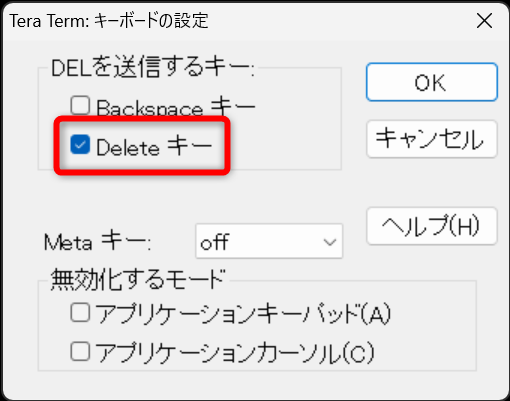 Tera Term: キーボードの設定
DELを送信するキー:
Backspace キー
Delete キー
OK
キャンセル
ヘルプ(H)
Meta キー: off
無効化するモード
アプリケーションキーパッド(A)
アプリケーションカーソル(C)